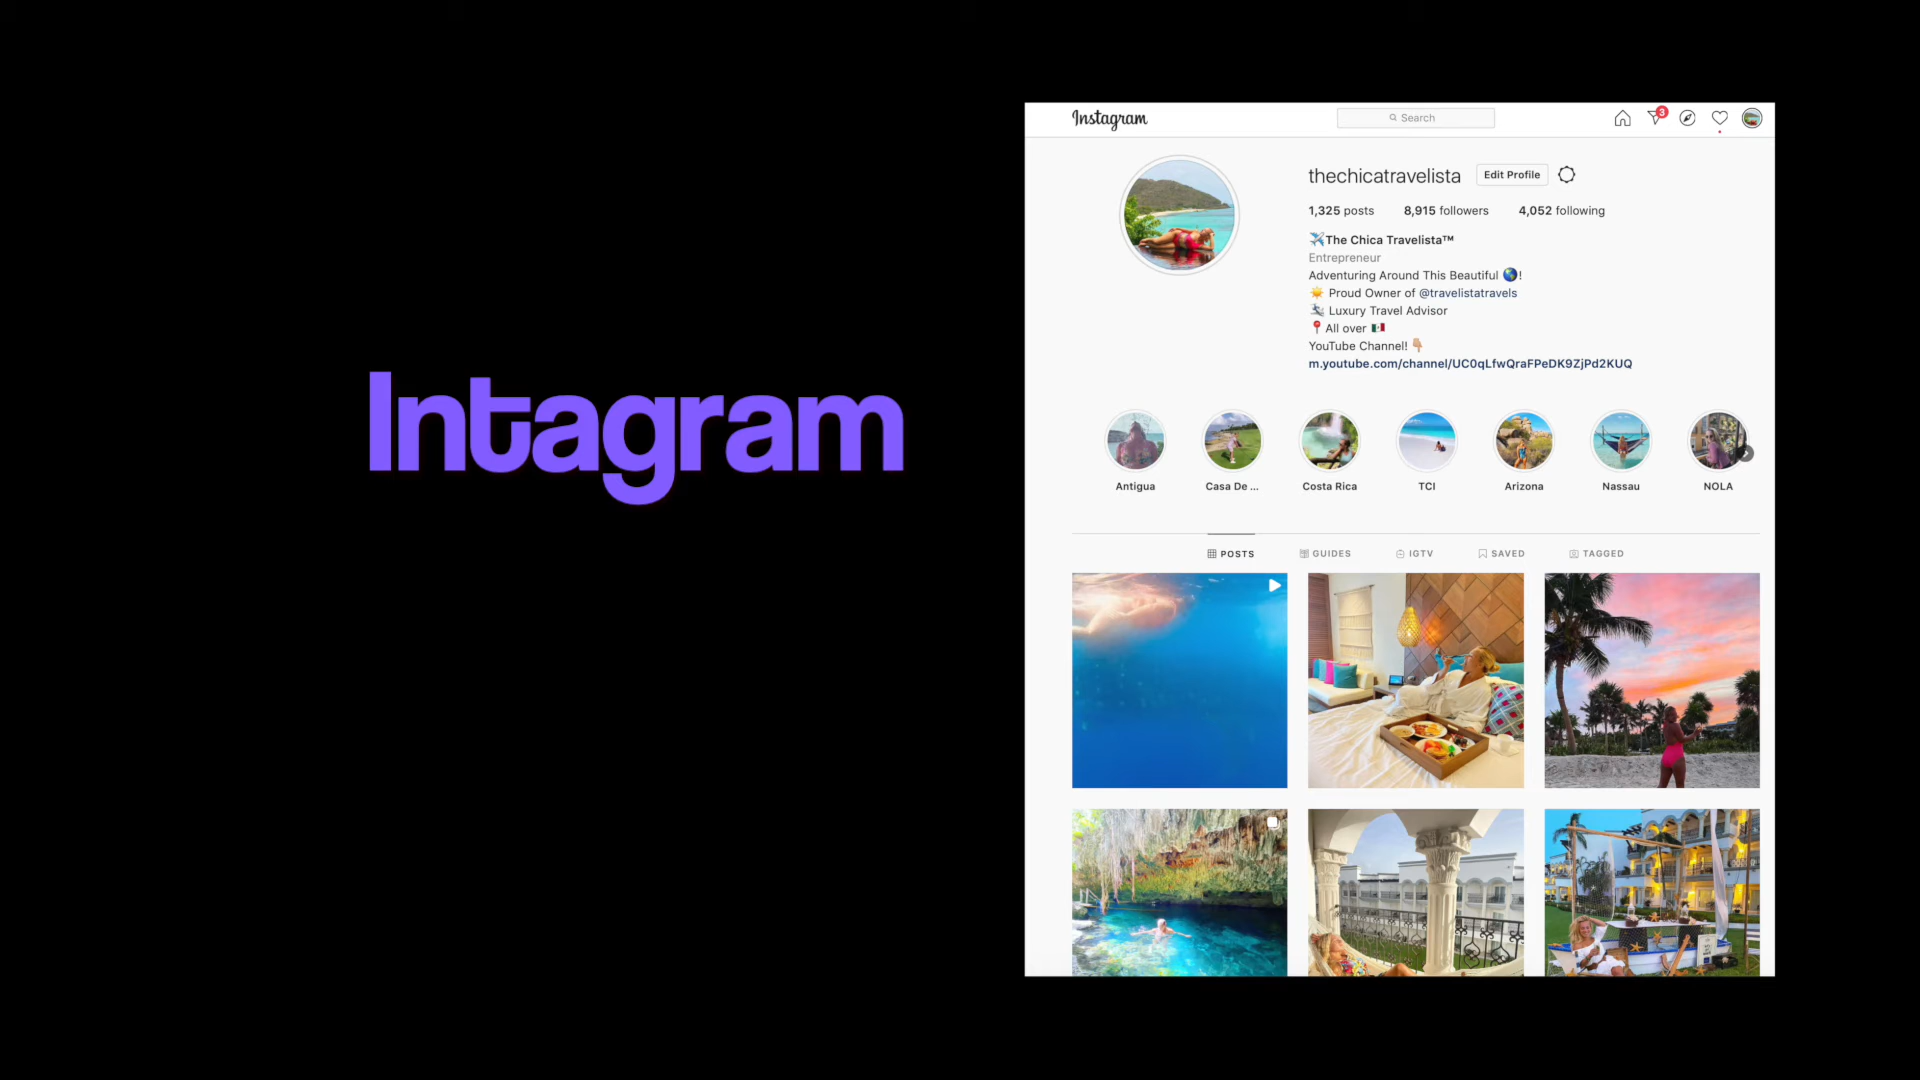 Intagram
Instagram
Search
3
thechicatravelista
Edit Profile
1,325 posts 8,915 followers 4,052 following
✈️The Chica Travelista™
Entrepreneur
Adventuring Around This Beautiful 🌎!
☀️ Proud Owner of @travelistatravels
🏂 Luxury Travel Advisor
📍All over 🇲🇽
YouTube Channel! 👇🏼
m.youtube.com/channel/UC0qLfwQraFPeDK9ZjPd2KUQ
Antigua Casa De ... Costa Rica TCI Arizona Nassau NOLA
POSTS GUIDES IGTV SAVED TAGGED